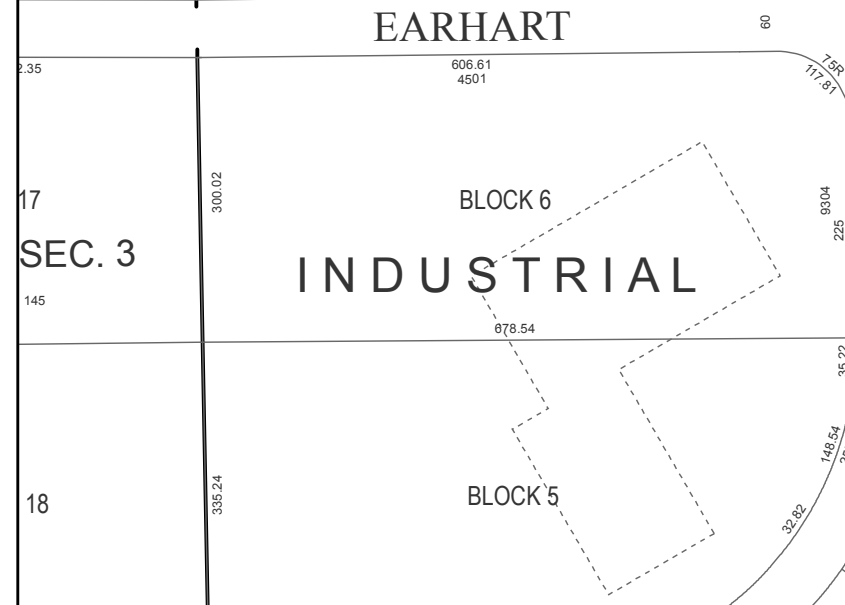 EARHART
60
2.35
606.61
4501
75R
117.81
17
300.02
BLOCK 6
9304
225
SEC. 3
INDUSTRIAL
145
678.54
35.22
18
335.24
BLOCK 5
148.54
32.82